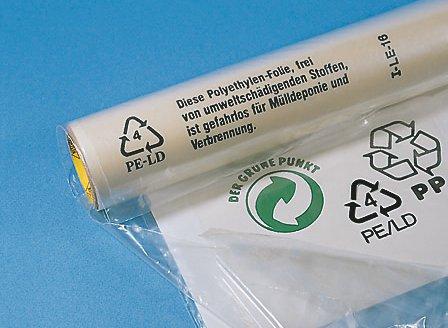 Diese Polyethylen-Folie, frei
von umweltschädigenden Stoffen,
ist gefahrlos für Mülldeponie und
Verbrennung.
I-LE-16
4
PE-LD
DER GRÜNE PUNKT
4
PE/LD
PP